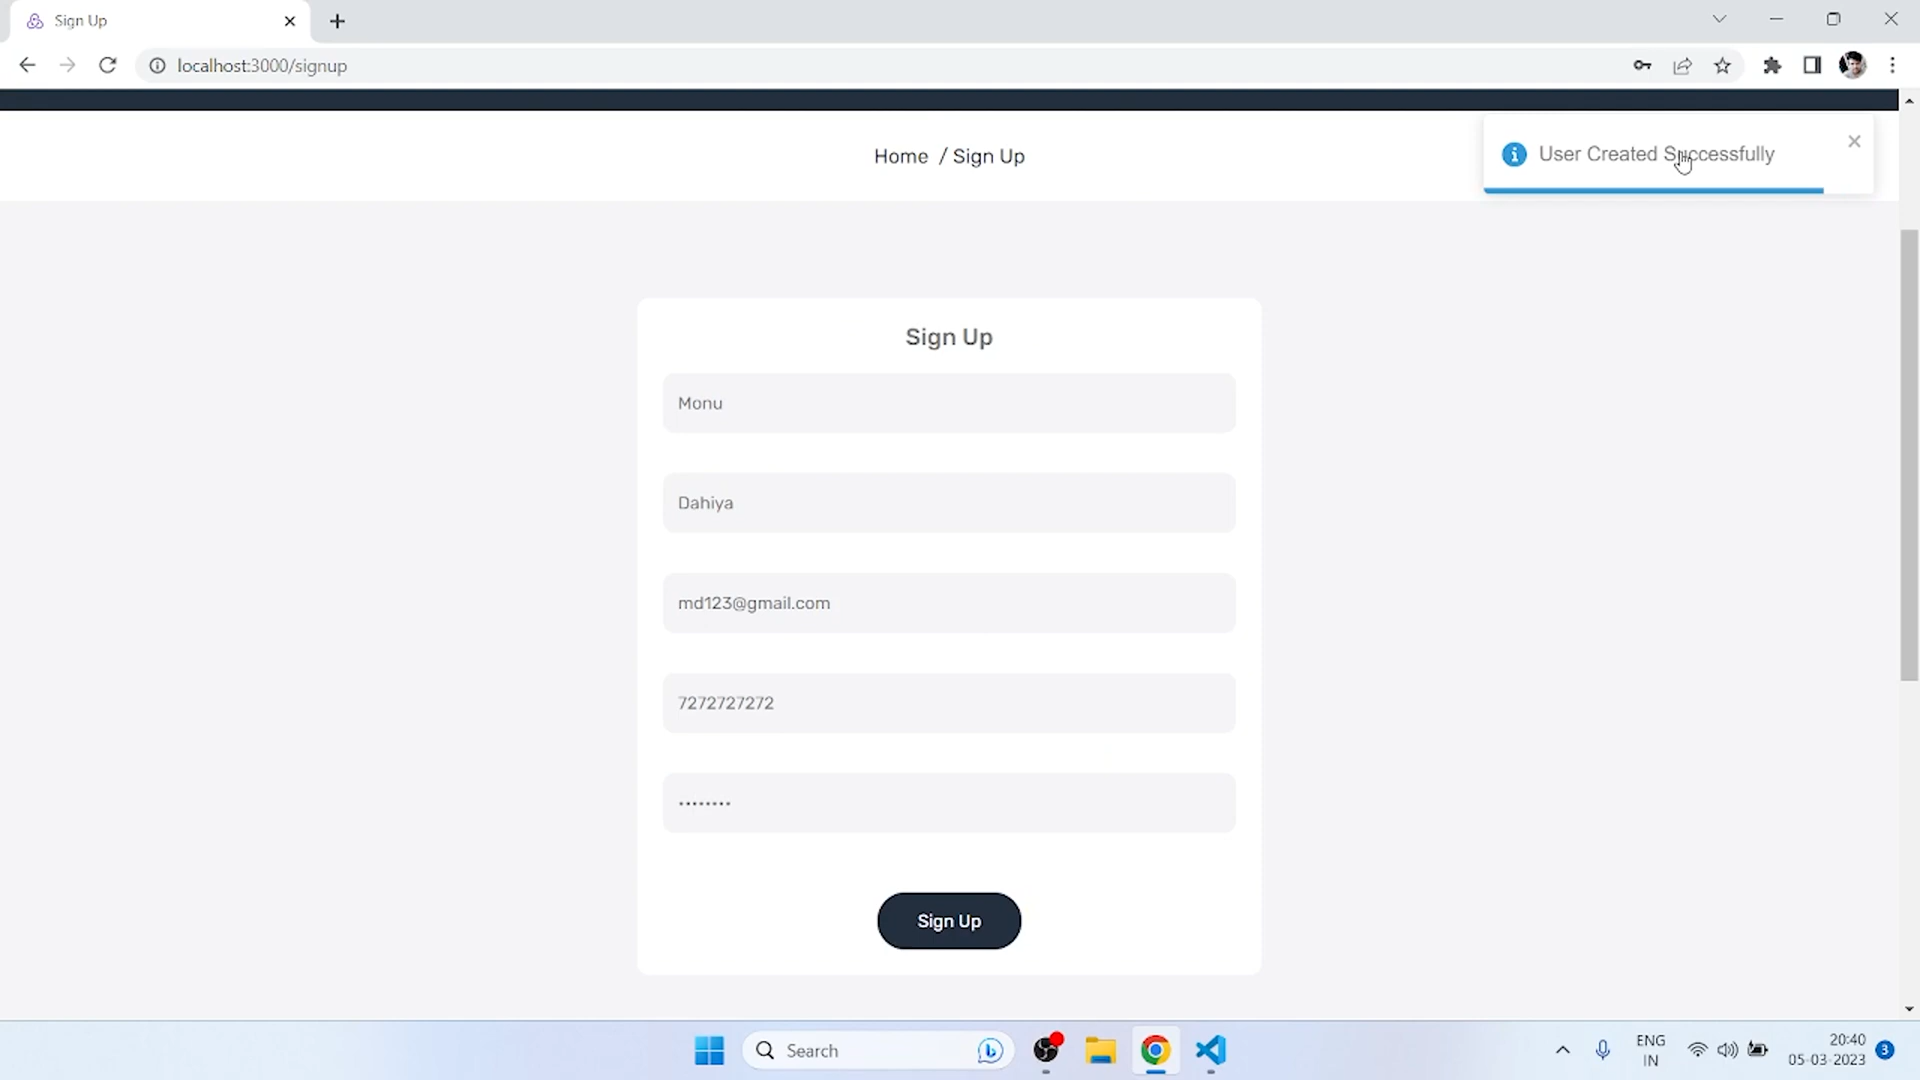 Sign Up
localhost:3000/signup
Home / Sign Up
User Created Successfully
Sign Up
Monu
Dahiya
md123@gmail.com
7272727272
••••••••
Sign Up
Search
ENG
IN
20:40
05-03-2023
3